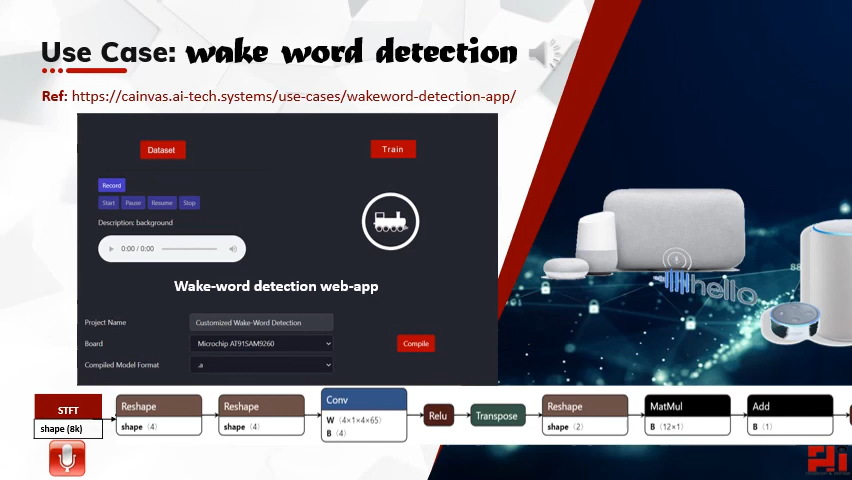 Use Case: wake word detection
Ref: https://cainvas.ai-tech.systems/use-cases/wakeword-detection-app/
Dataset
Train
Record
Start Pause Resume Stop
Description: background
0:00 / 0:00
Wake-word detection web-app
Project Name Customized Wake-Word Detection
Board Microchip AT91SAM9260
Compile
Compiled Model Format .a
hello
STFT
shape (8k)
Reshape
shape (4)
Reshape
shape (4)
Conv
W (4×1×4×65)
B (4)
Relu
Transpose
Reshape
shape (2)
MatMul
B (12×1)
Add
B (1)